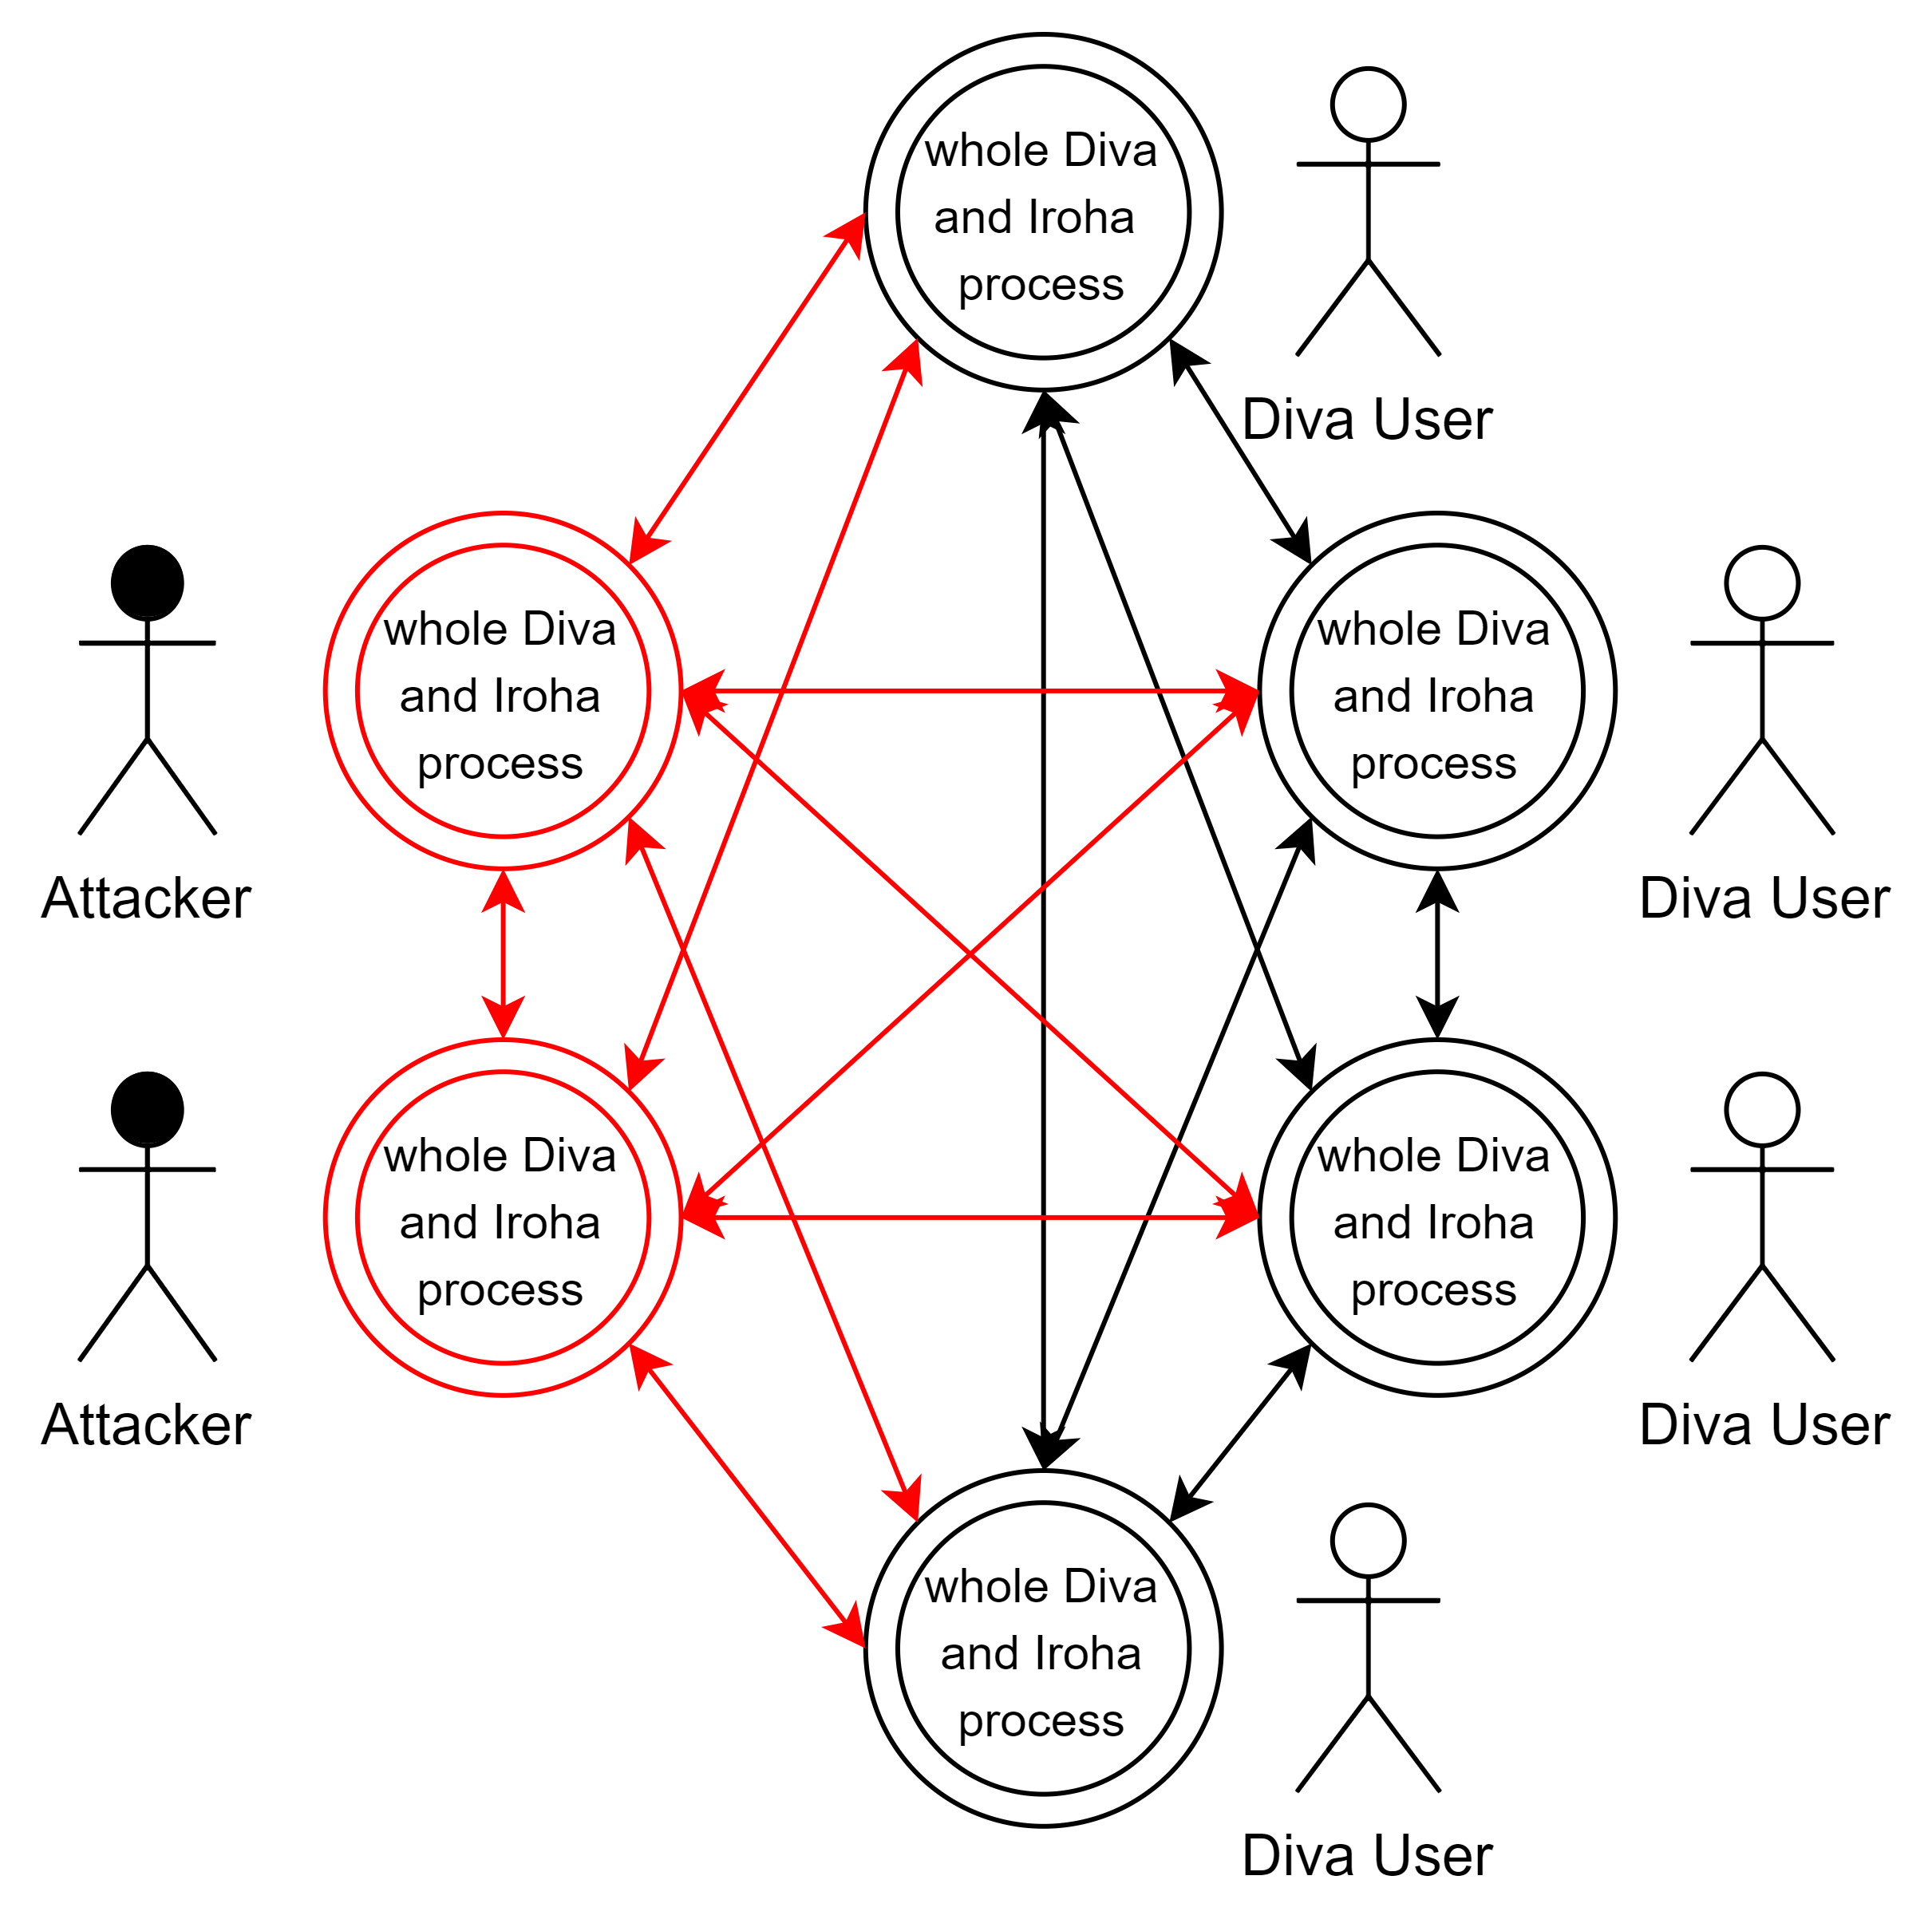 whole Diva
and Iroha
process
Diva User
whole Diva
and Iroha
process
whole Diva
and Iroha
process
Attacker
Diva User
whole Diva
and Iroha
process
whole Diva
and Iroha
process
Attacker
Diva User
whole Diva
and Iroha
process
Diva User